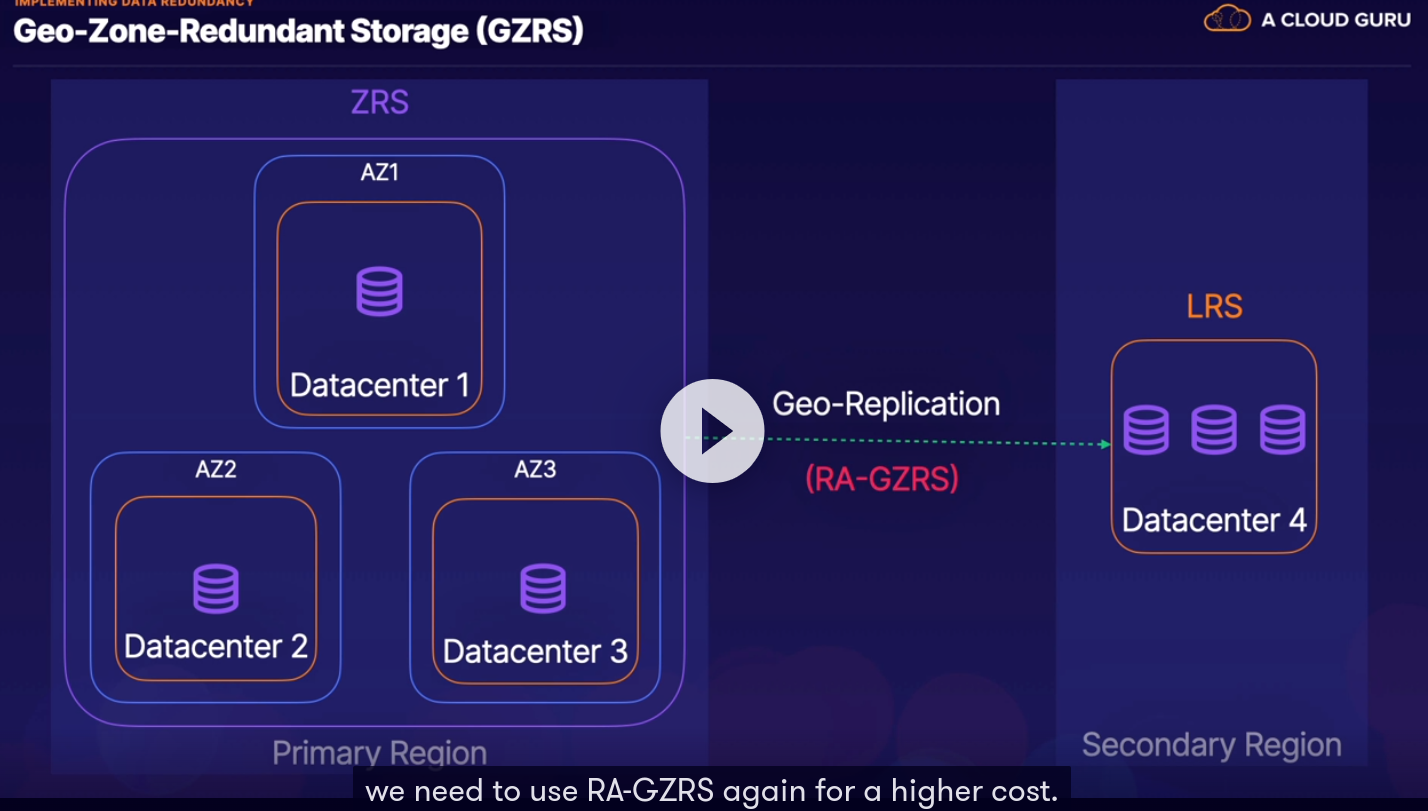 IMPLEMENTING DATA REDUNDANCY
Geo-Zone-Redundant Storage (GZRS)
A CLOUD GURU
ZRS
AZ1
Datacenter 1
AZ2
Datacenter 2
AZ3
Datacenter 3
Primary Region
Geo-Replication
(RA-GZRS)
LRS
Datacenter 4
Secondary Region
we need to use RA-GZRS again for a higher cost.